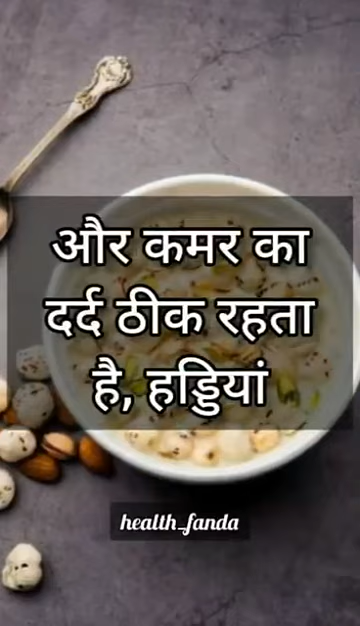 और कमर का
दर्द ठीक रहता
है, हड्डियां
health_fanda